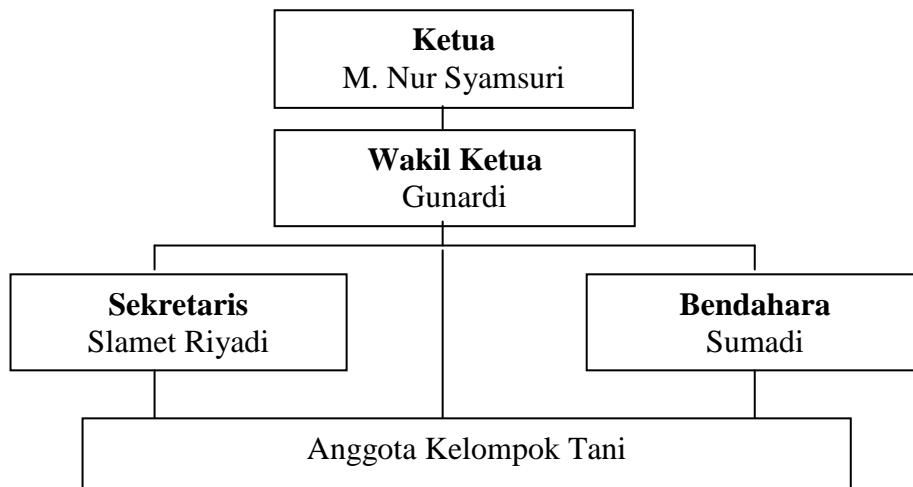 Ketua
M. Nur Syamsuri
Wakil Ketua
Gunardi
Sekretaris
Slamet Riyadi
Bendahara
Sumadi
Anggota Kelompok Tani